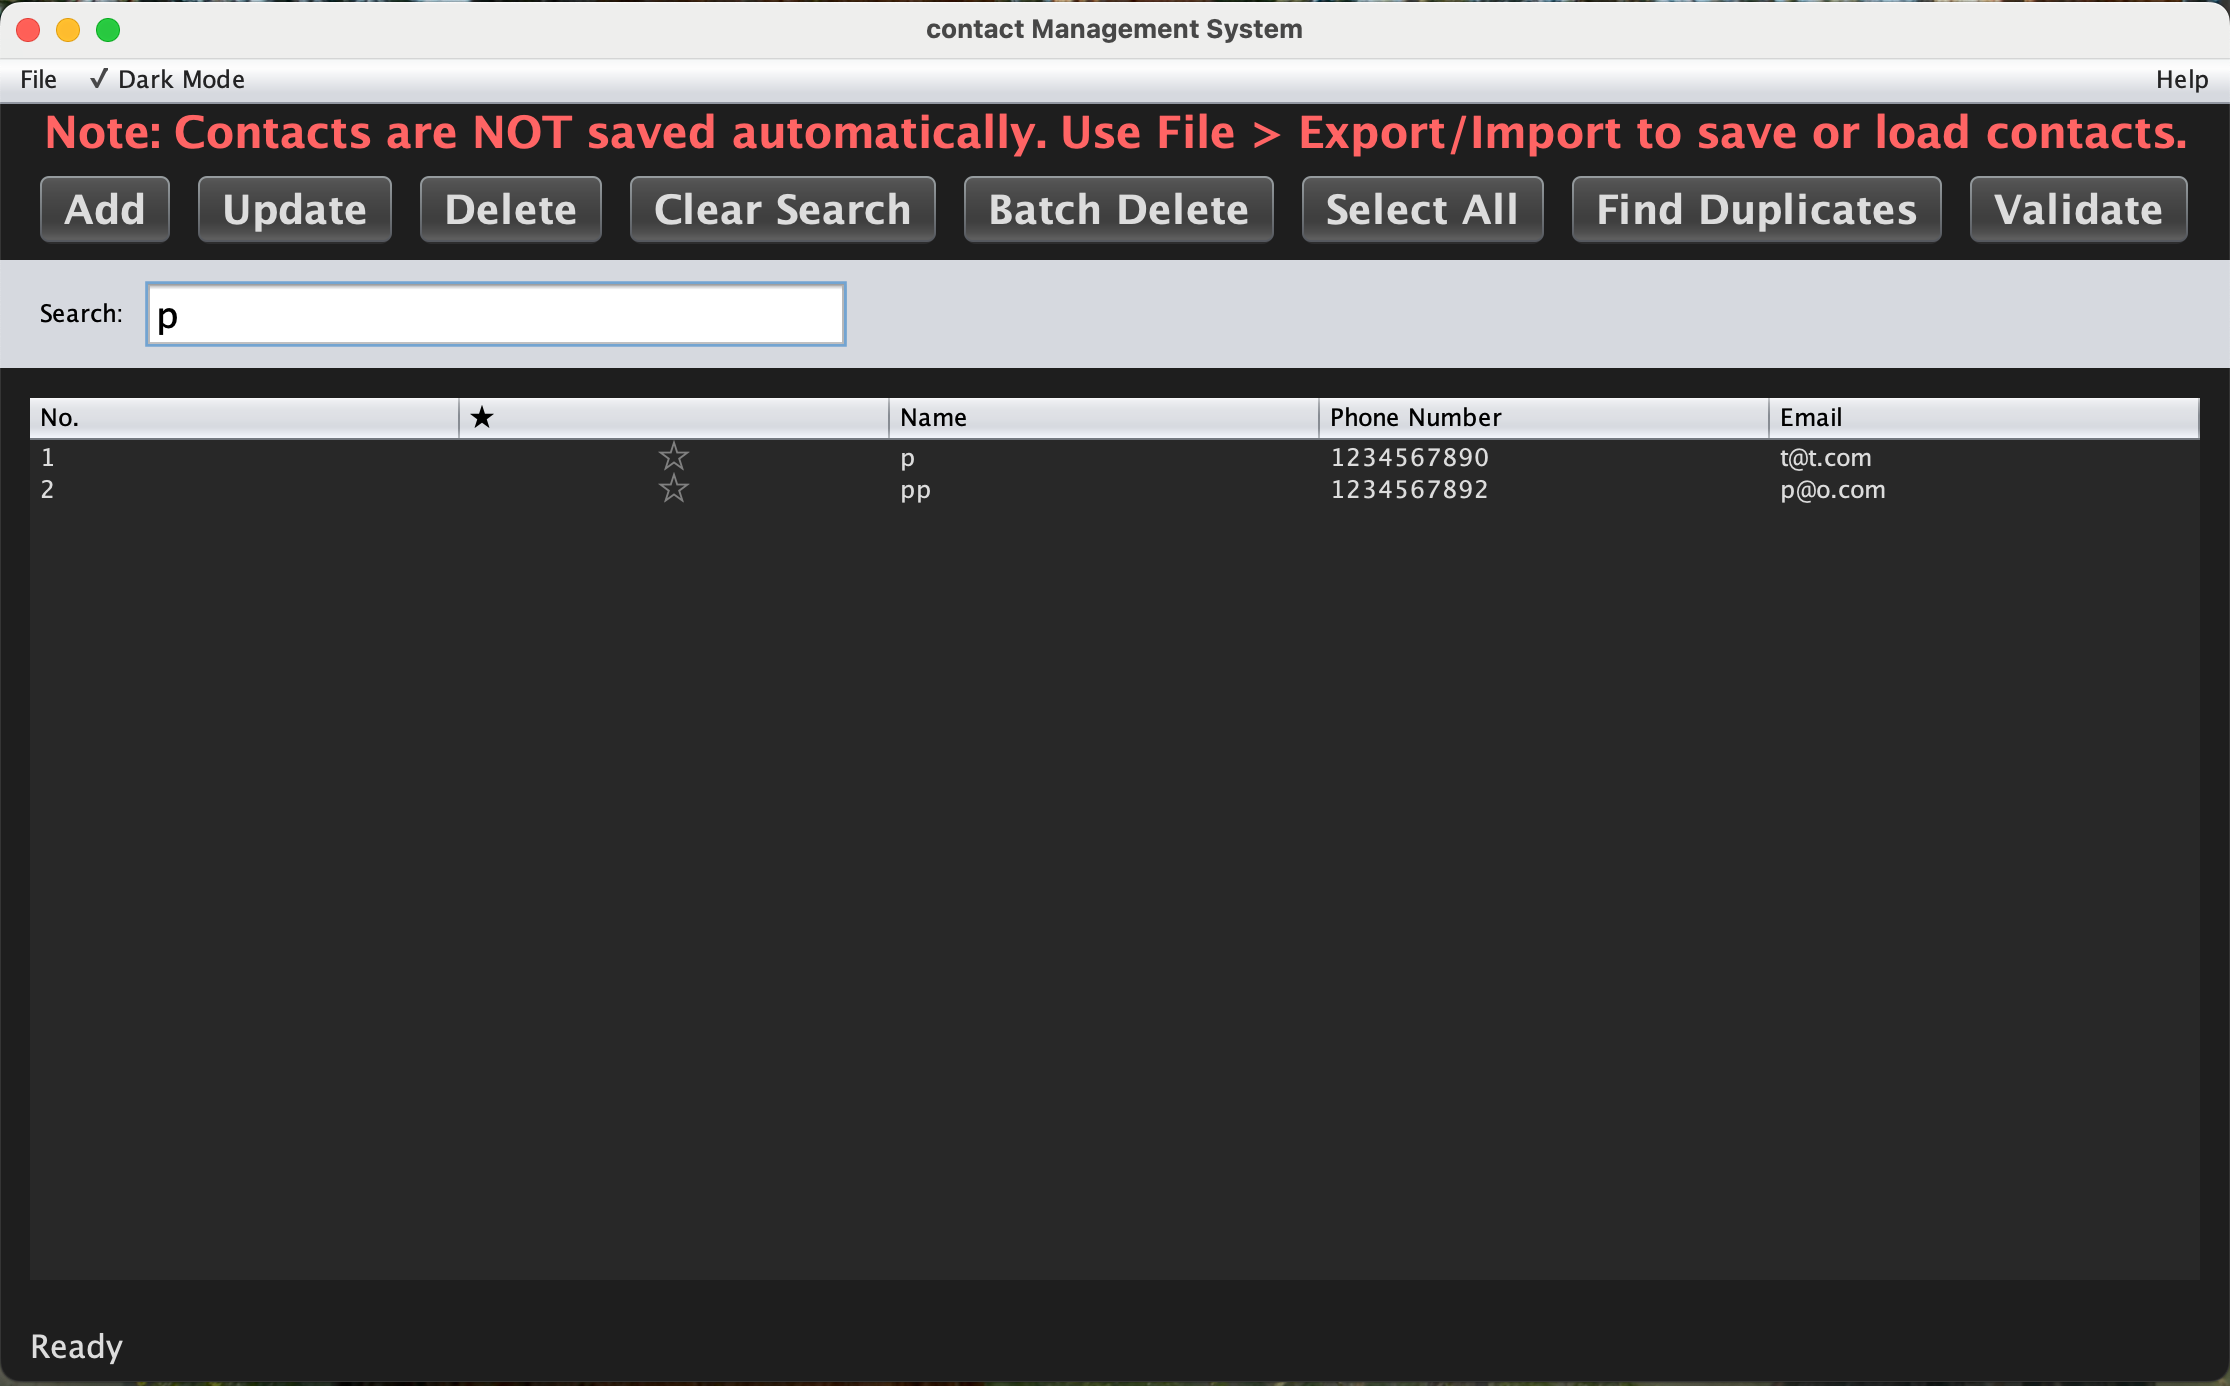 contact Management System
File ✓ Dark Mode Help
Note: Contacts are NOT saved automatically. Use File > Export/Import to save or load contacts.
Add Update Delete Clear Search Batch Delete Select All Find Duplicates Validate
Search: p
No. ★ Name Phone Number Email
1 ☆ p 1234567890 t@t.com
2 ☆ pp 1234567892 p@o.com
Ready